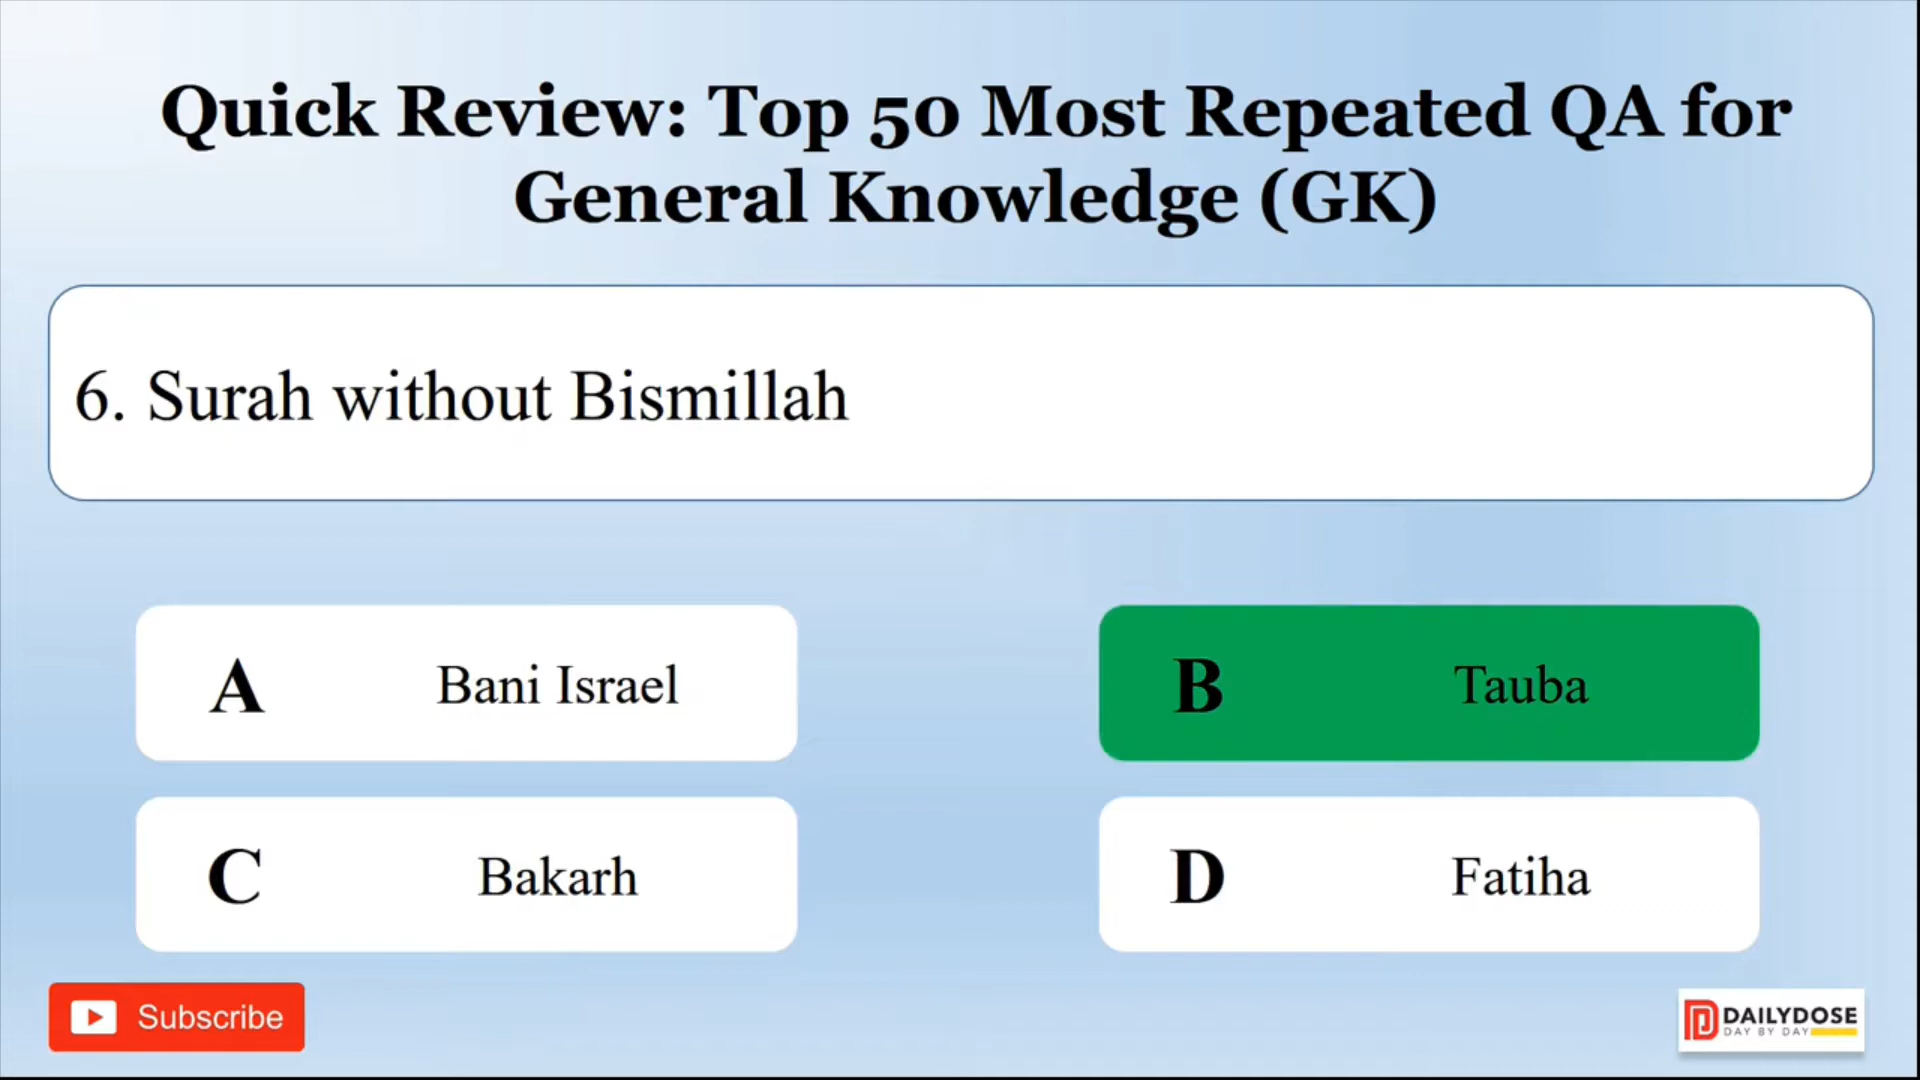 Quick Review: Top 50 Most Repeated QA for
General Knowledge (GK)
6. Surah without Bismillah
A Bani Israel
B Tauba
C Bakarh
D Fatiha
Subscribe
DAILYDOSE
DAY BY DAY